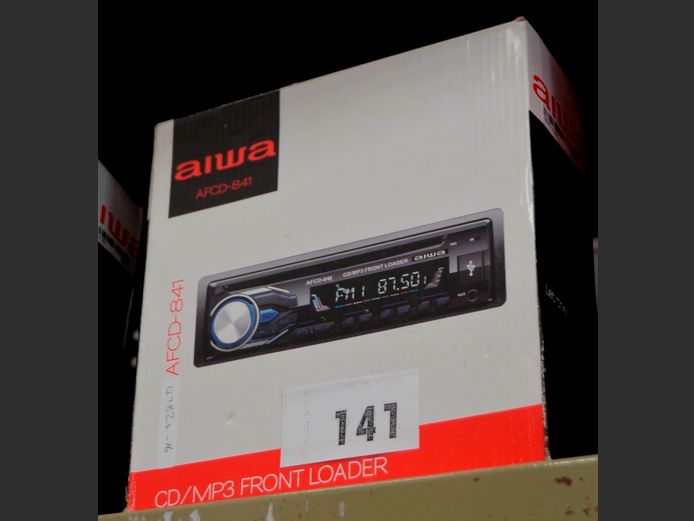 aiwa
AFCD-841
aiwa
AFCD-841
AFCD-841 CD/MP3 FRONT LOADER aiwa
FM1 87.50
141
CD/MP3 FRONT LOADER